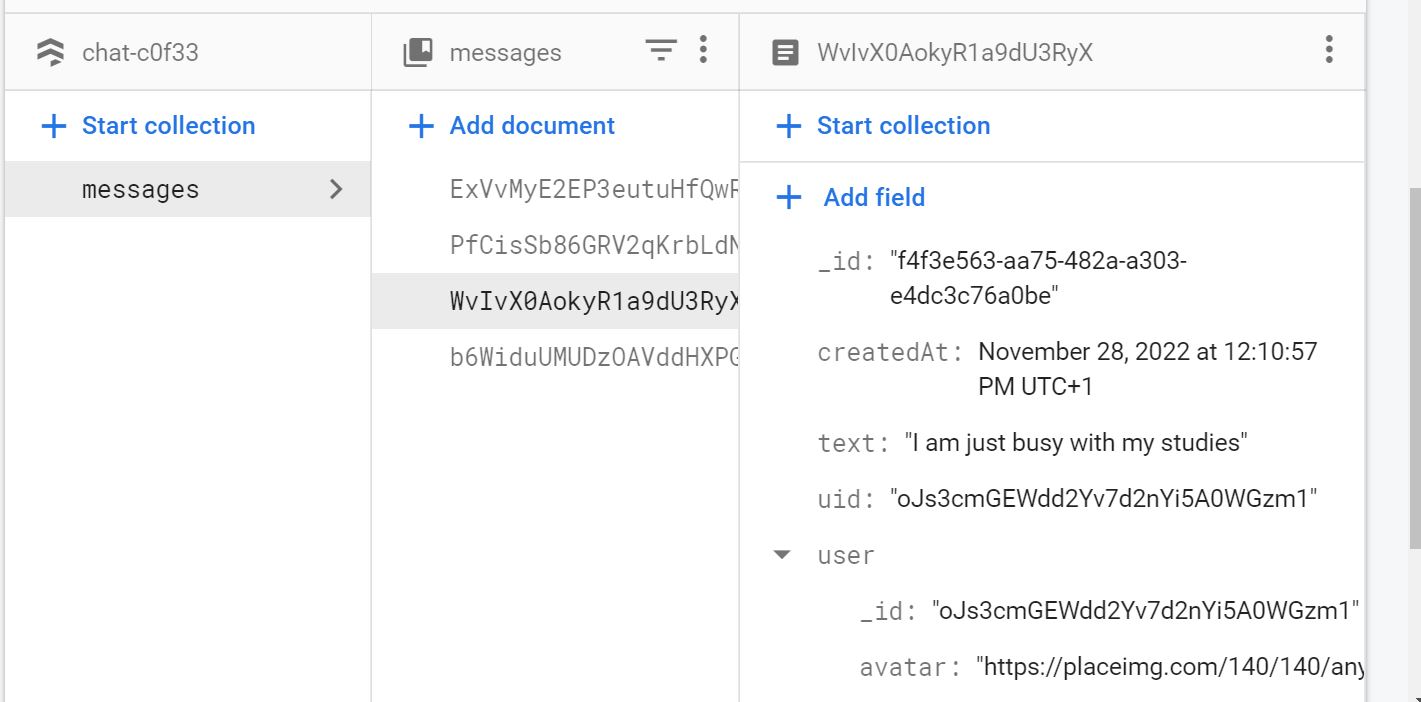 chat-c0f33
Start collection
messages
messages
Add document
ExVvMyE2EP3eutuHfQwR
PfCisSb86GRV2qKrbLdN
WvIvX0AokyR1a9dU3RyX
b6WiduUMUDzOAVddHXPG
WvIvX0AokyR1a9dU3RyX
Start collection
Add field
_id: "f4f3e563-aa75-482a-a303-
e4dc3c76a0be"
createdAt: November 28, 2022 at 12:10:57
PM UTC+1
text: "I am just busy with my studies"
uid: "oJs3cmGEWdd2Yv7d2nYi5A0WGzm1"
user
_id: "oJs3cmGEWdd2Yv7d2nYi5A0WGzm1"
avatar: "https://placeimg.com/140/140/any